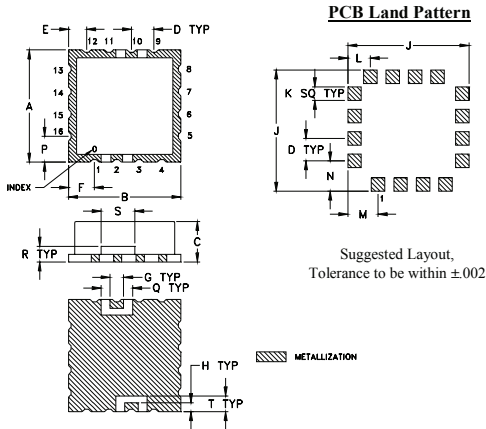 PCB Land Pattern
E
D TYP
12 11 10 9
13
14
15
16
8
7
6
5
A
P
0
INDEX
F
1 2 3 4
B
S
R TYP
C
G TYP
Q TYP
H TYP
T TYP
J
L
K SQ TYP
J
D TYP
N
1
M
Suggested Layout,
Tolerance to be within ±.002
METALLIZATION